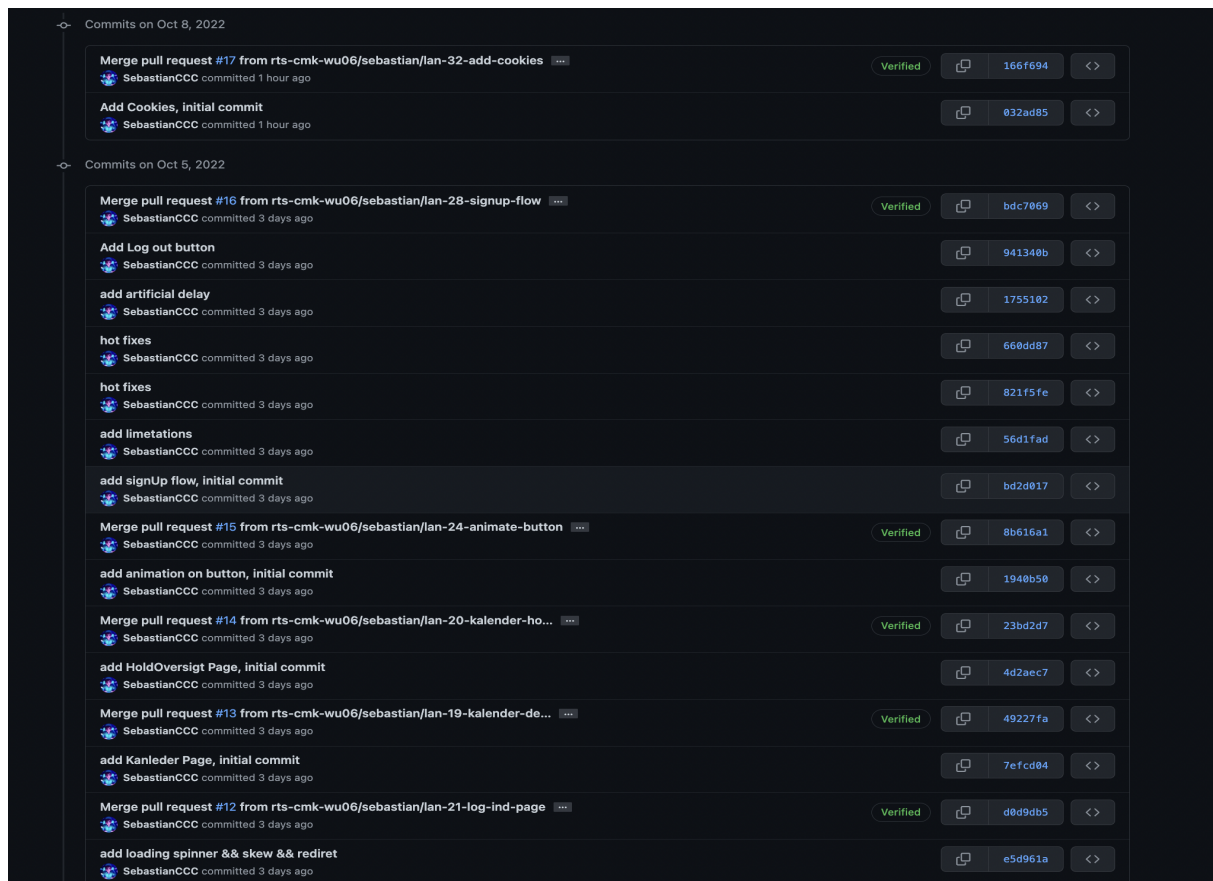 Commits on Oct 8, 2022
Merge pull request #17 from rts-cmk-wu06/sebastian/lan-32-add-cookies ...
SebastianCCC committed 1 hour ago
Verified
166f694
Add Cookies, initial commit
SebastianCCC committed 1 hour ago
032ad85
Commits on Oct 5, 2022
Merge pull request #16 from rts-cmk-wu06/sebastian/lan-28-signup-flow ...
SebastianCCC committed 3 days ago
Verified
bdc7069
Add Log out button
SebastianCCC committed 3 days ago
941340b
add artificial delay
SebastianCCC committed 3 days ago
1755102
hot fixes
SebastianCCC committed 3 days ago
660dd87
hot fixes
SebastianCCC committed 3 days ago
821f5fe
add limetations
SebastianCCC committed 3 days ago
56d1fad
add signUp flow, initial commit
SebastianCCC committed 3 days ago
bd2d017
Merge pull request #15 from rts-cmk-wu06/sebastian/lan-24-animate-button ...
SebastianCCC committed 3 days ago
Verified
8b616a1
add animation on button, initial commit
SebastianCCC committed 3 days ago
1940b50
Merge pull request #14 from rts-cmk-wu06/sebastian/lan-20-kalender-ho... ...
SebastianCCC committed 3 days ago
Verified
23bd2d7
add HoldOversigt Page, initial commit
SebastianCCC committed 3 days ago
4d2aec7
Merge pull request #13 from rts-cmk-wu06/sebastian/lan-19-kalender-de... ...
SebastianCCC committed 3 days ago
Verified
49227fa
add Kanleder Page, initial commit
SebastianCCC committed 3 days ago
7efcd04
Merge pull request #12 from rts-cmk-wu06/sebastian/lan-21-log-ind-page ...
SebastianCCC committed 3 days ago
Verified
d0d9db5
add loading spinner && skew && rediret
SebastianCCC committed 3 days ago
e5d961a